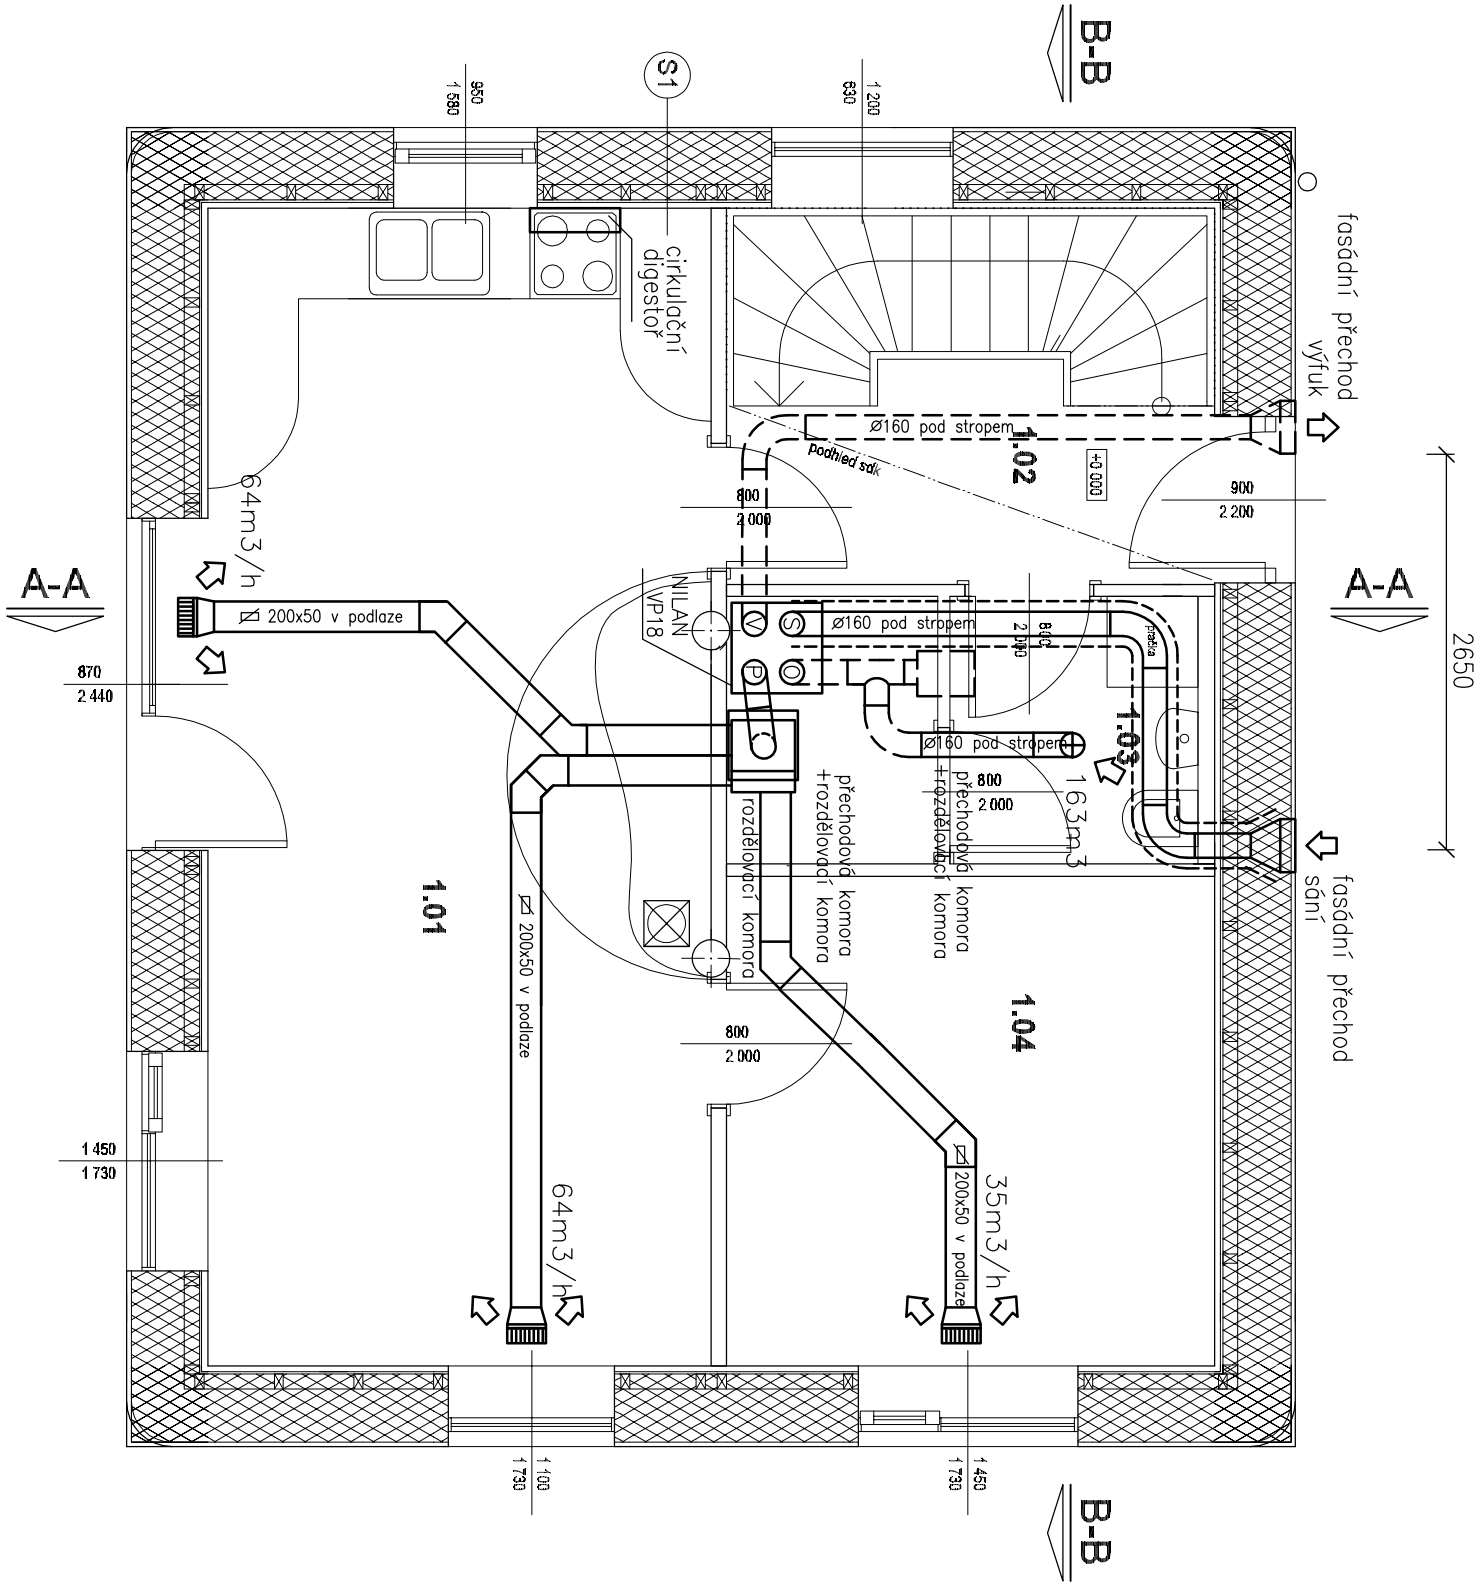 B-B
950
1 580
S1
630
1 200
fasádní přechod
výfuk
cirkulační
digestoř
Ø160 pod stropem
podhled sdk
1.02
+0.000
900
2 200
800
2 000
64m3/h
A-A
A-A
2650
200x50 v podlaze
870
2 440
NILAN
VP18
V
S
P
O
Ø160 pod stropem
800
2 000
pračka
1.03
Ø160 pod stropem
800
2 000
163m3
přechodová komora
+rozdělovací komora
přechodová komora
+rozdělovací komora
rozdělovací komora
fasádní přechod
sání
1.01
200x50 v podlaze
1.04
800
2 000
1 450
1 730
64m3/h
35m3/h
200x50 v podlaze
1 100
1 730
1 450
1 730
B-B